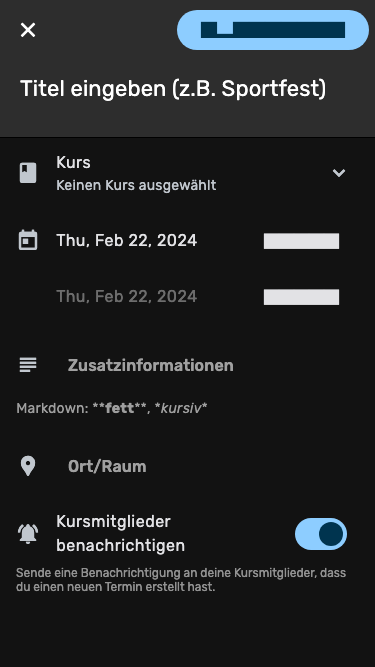 Titel eingeben (z.B. Sportfest)
Kurs
Keinen Kurs ausgewählt
Thu, Feb 22, 2024
Thu, Feb 22, 2024
Zusatzinformationen
Markdown: **fett**, *kursiv*
Ort/Raum
Kursmitglieder
benachrichtigen
Sende eine Benachrichtigung an deine Kursmitglieder, dass
du einen neuen Termin erstellt hast.